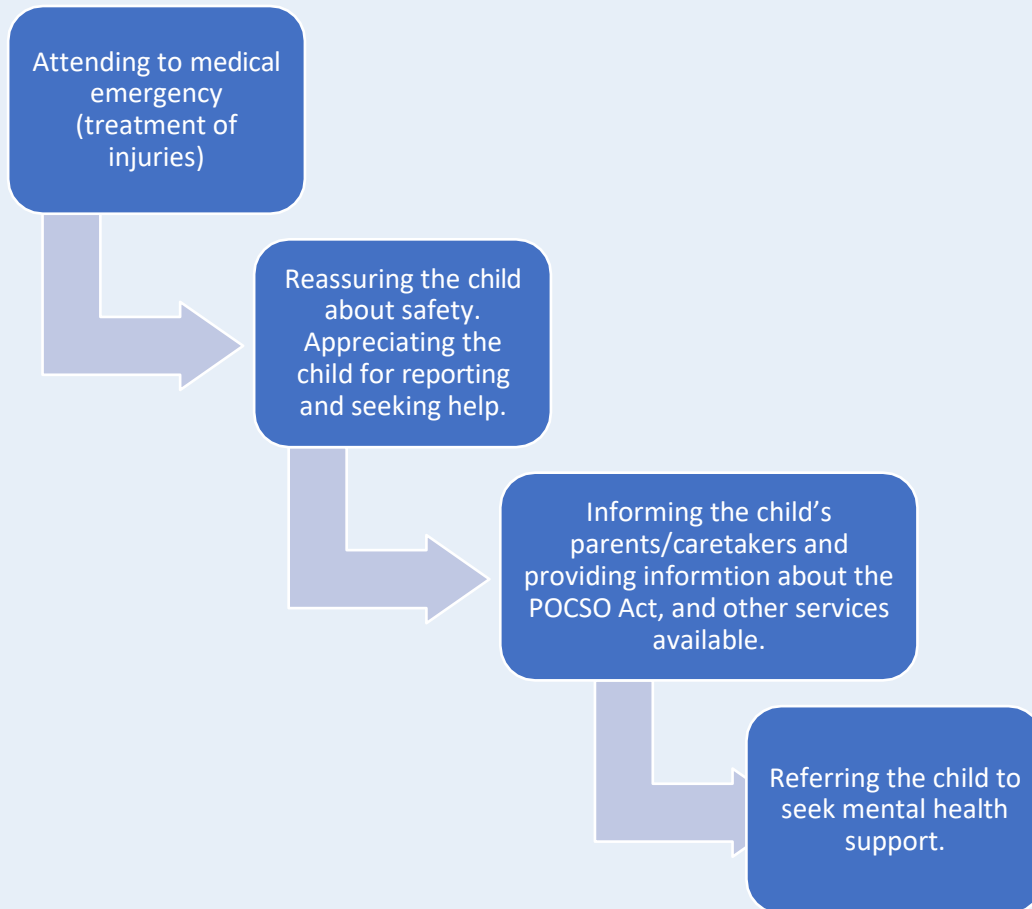 Attending to medical
emergency
(treatment of
injuries)
Reassuring the child
about safety.
Appreciating the
child for reporting
and seeking help.
Informing the child’s
parents/caretakers and
providing informtion about the
POCSO Act, and other services
available.
Referring the child to
seek mental health
support.